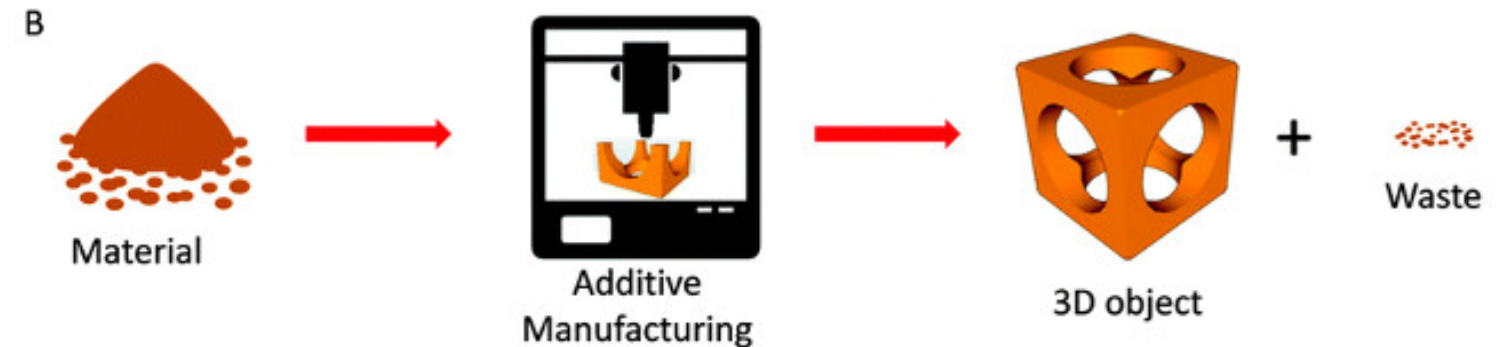 B
Material
Additive
Manufacturing
3D object
+
Waste